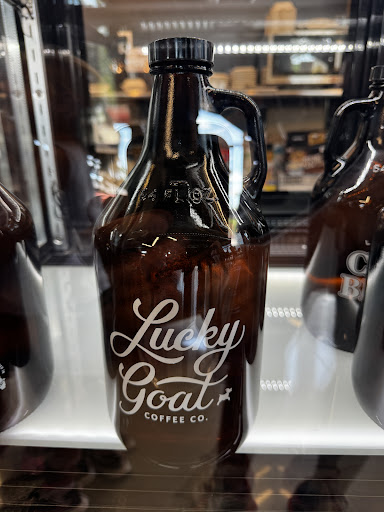 64 FL OZ
Lucky
Goat
COFFEE CO.